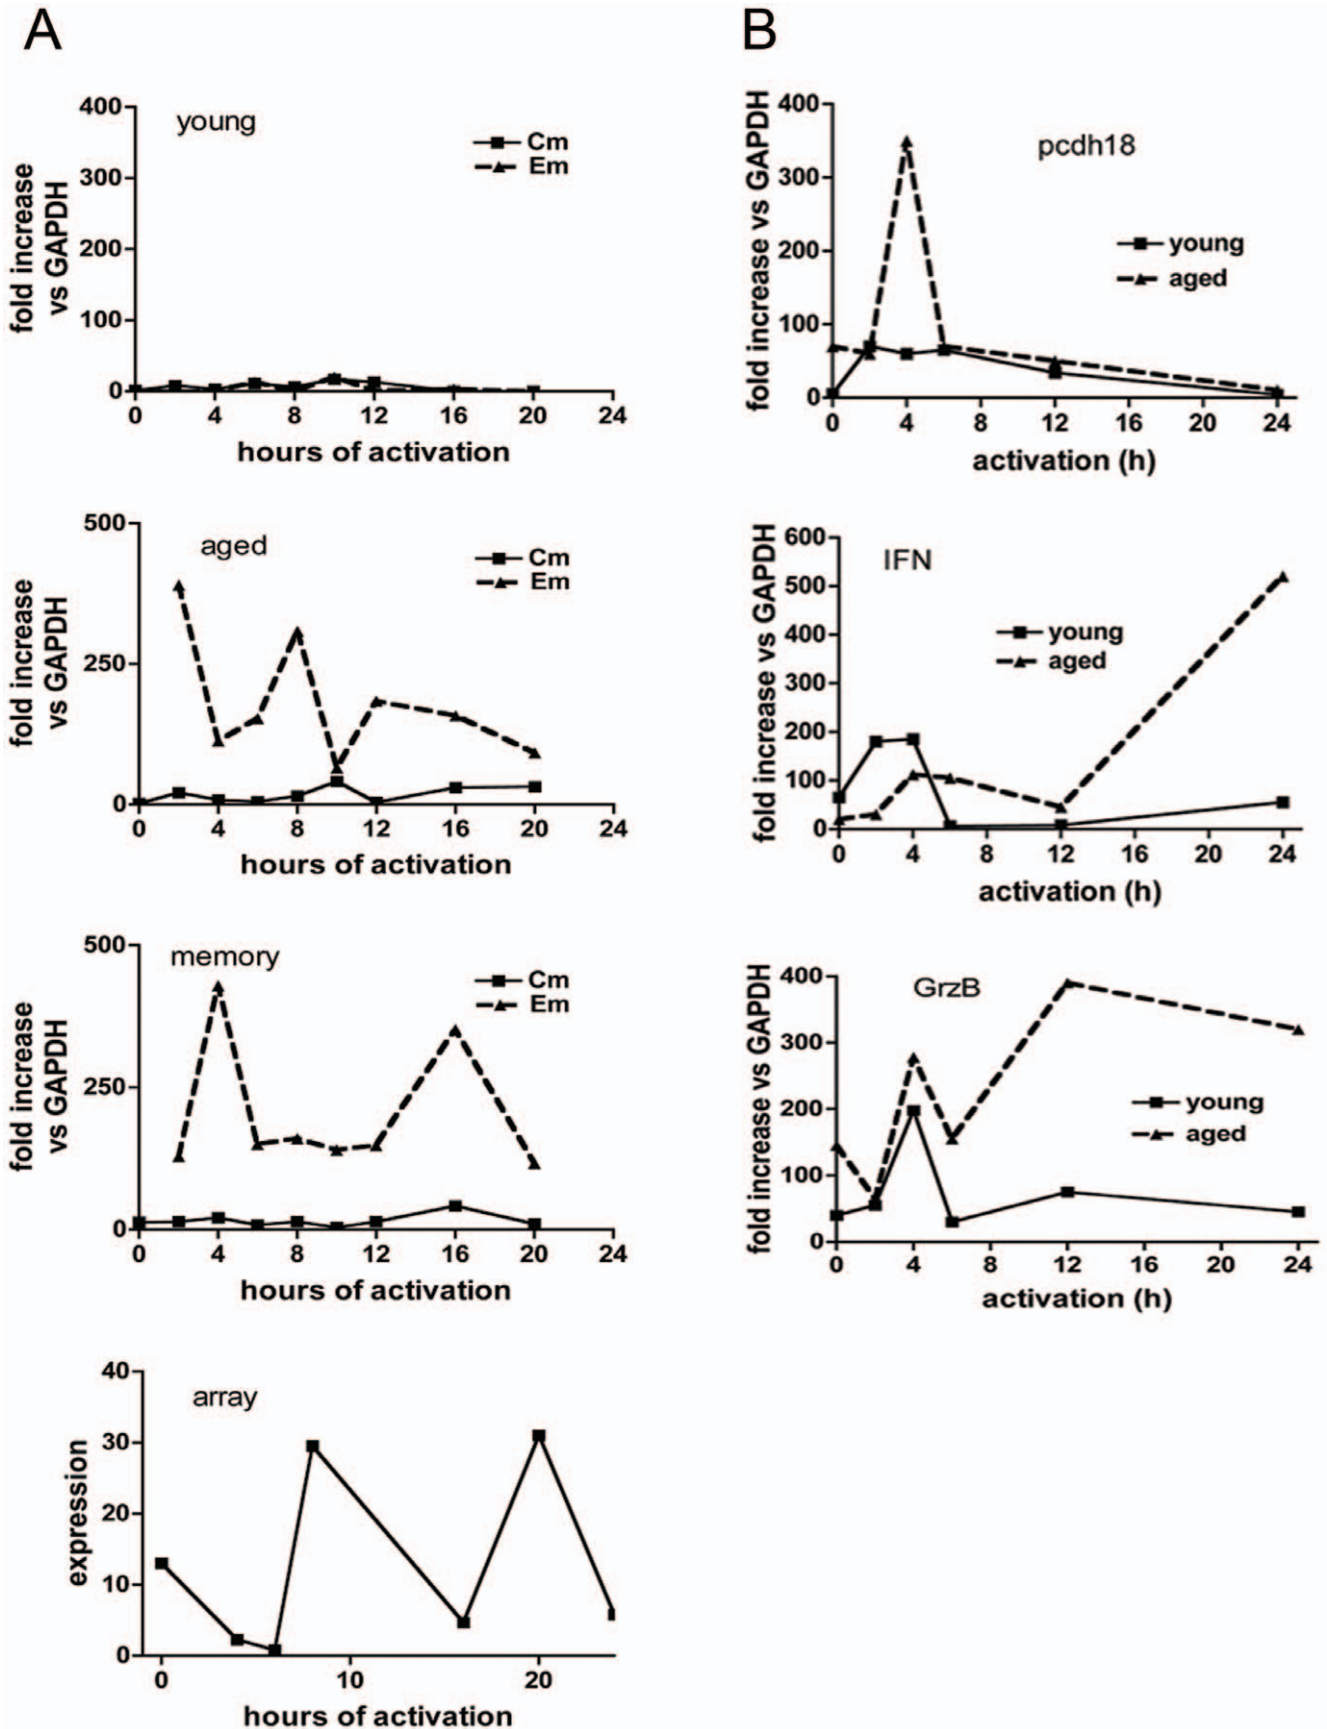 A
400
300
200
100
0
fold increase
vs GAPDH
young
Cm
Em
0 4 8 12 16 20 24
hours of activation
500
250
0
fold increase
vs GAPDH
aged
Cm
Em
0 4 8 12 16 20 24
hours of activation
500
250
0
fold increase
vs GAPDH
memory
Cm
Em
0 4 8 12 16 20 24
hours of activation
40
30
20
10
0
expression
array
0 10 20
hours of activation
B
400
300
200
100
0
fold increase vs GAPDH
pcdh18
young
aged
0 4 8 12 16 20 24
activation (h)
600
500
400
300
200
100
0
fold increase vs GAPDH
IFN
young
aged
0 4 8 12 16 20 24
activation (h)
400
300
200
100
0
fold increase vs GAPDH
GrzB
young
aged
0 4 8 12 16 20 24
activation (h)